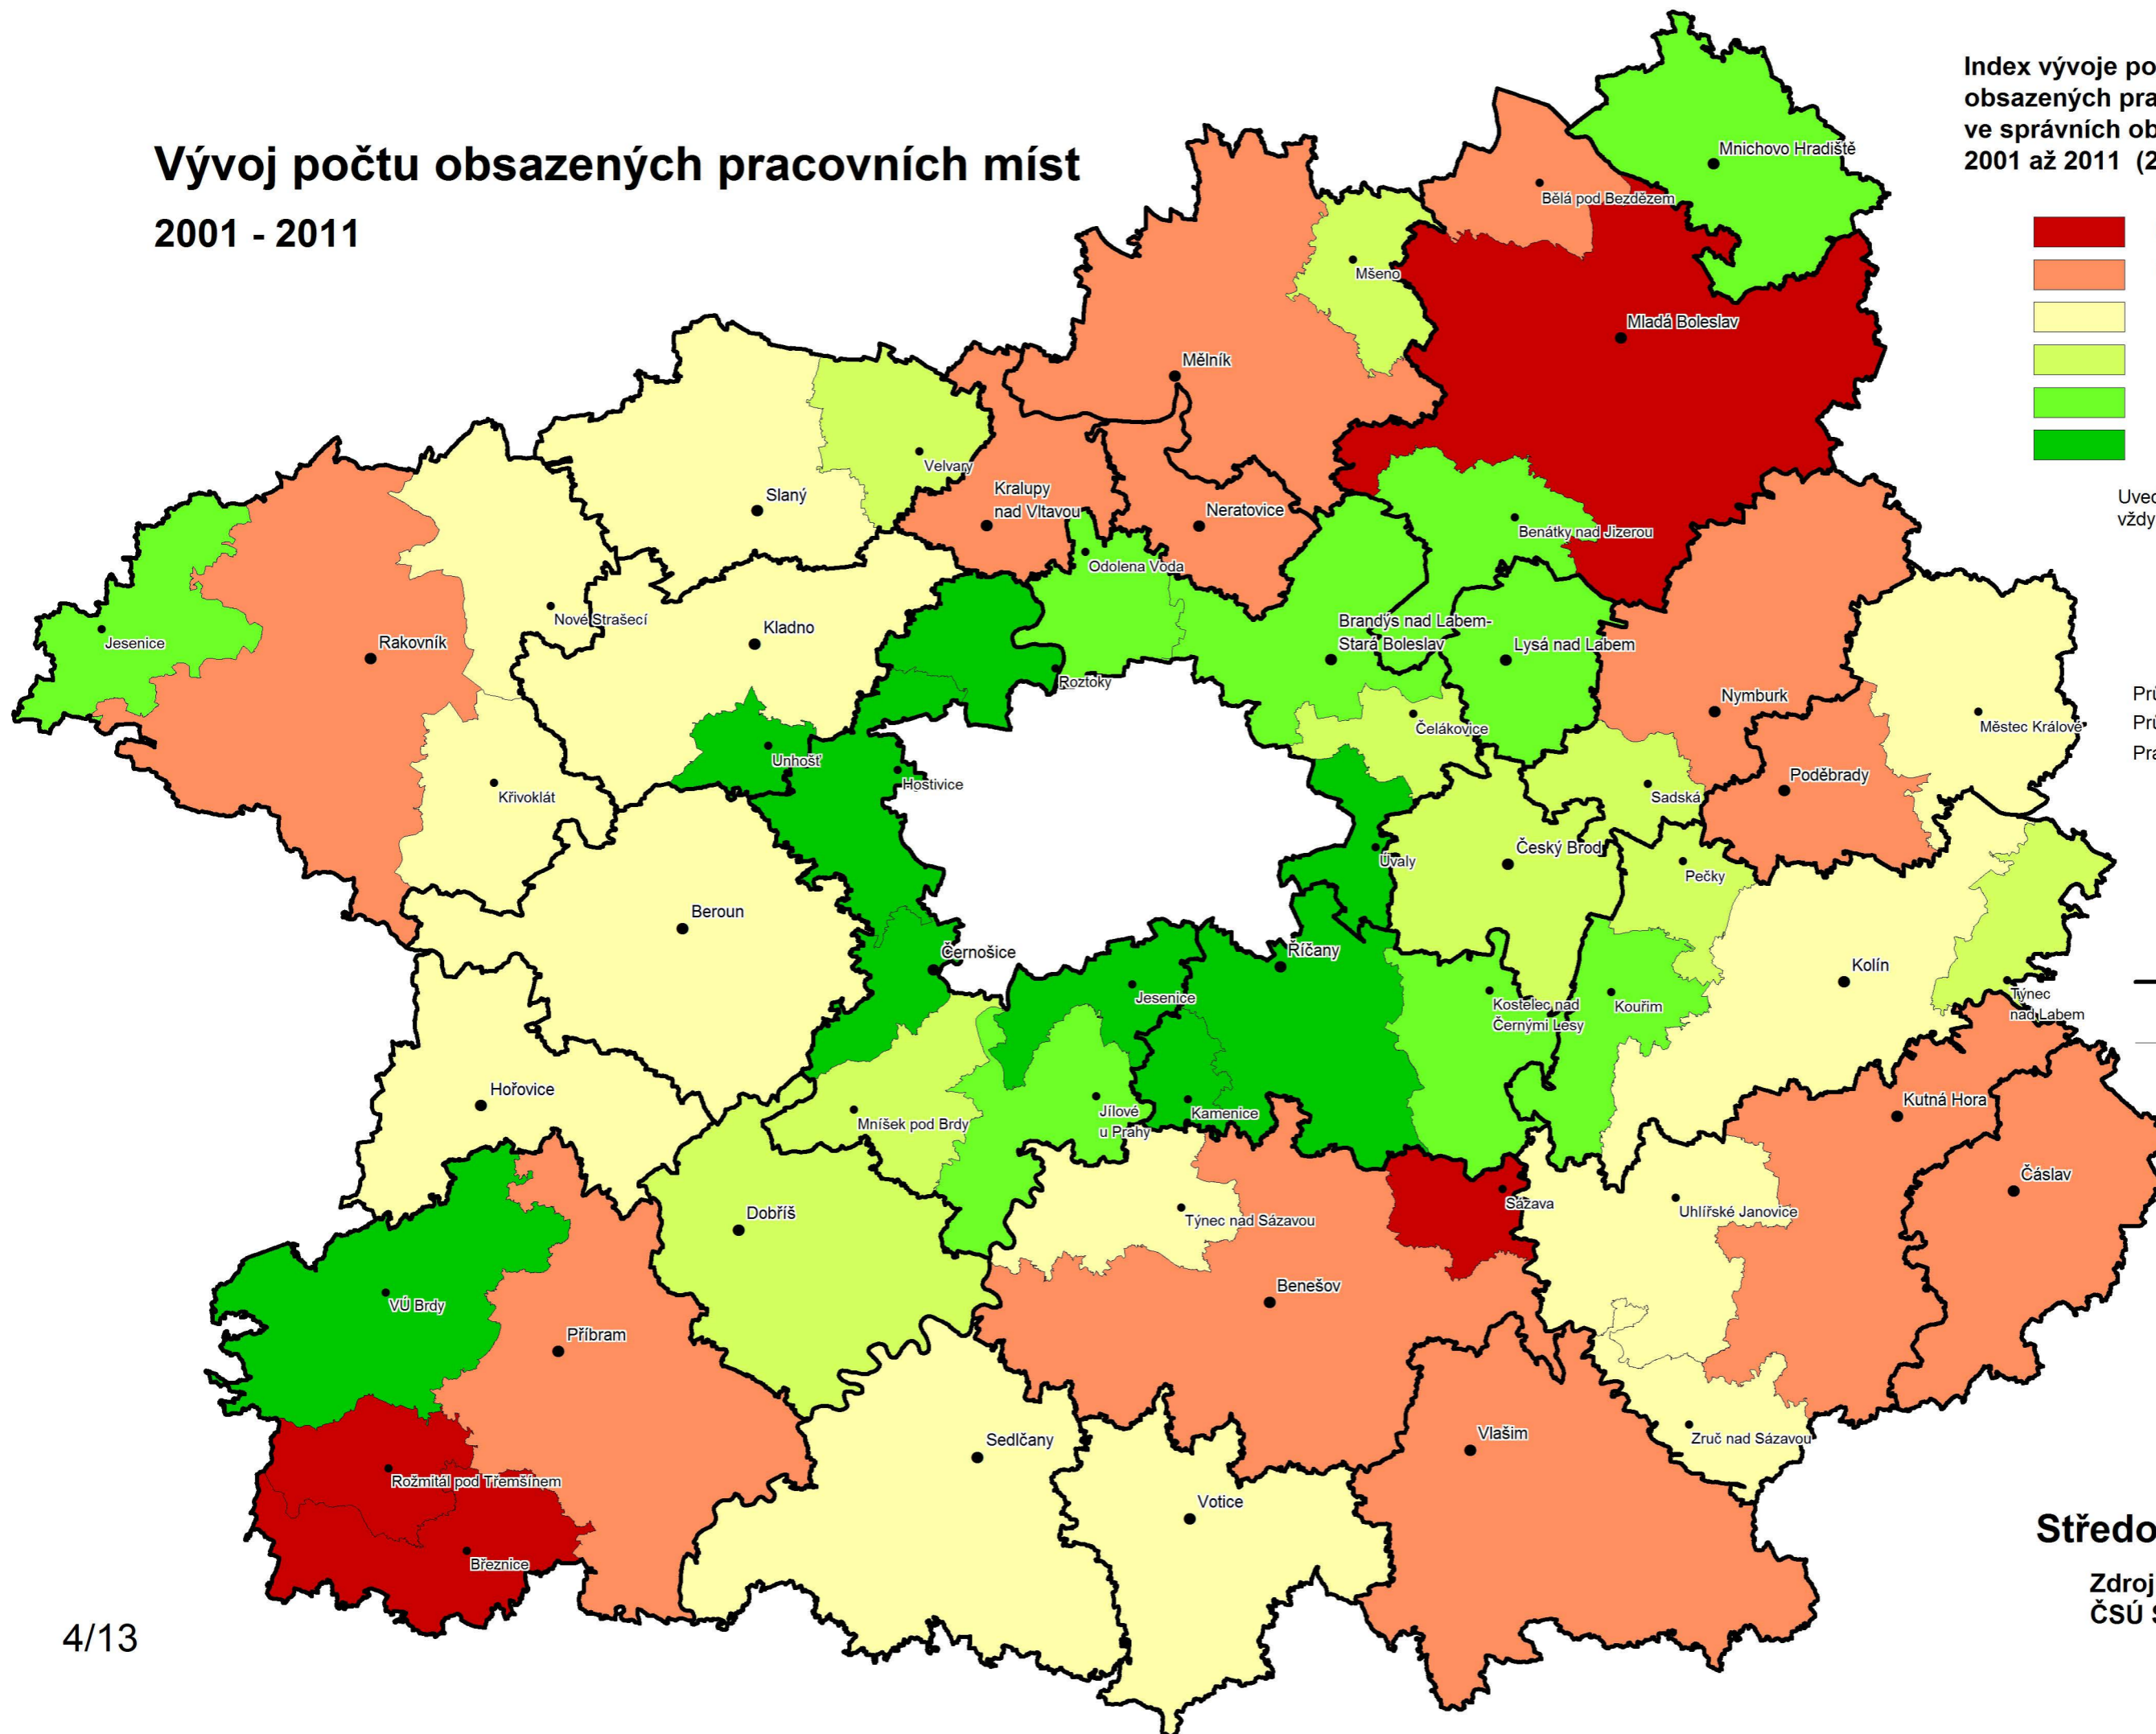 Vývoj počtu obsazených pracovních míst
2001 - 2011
Index vývoje po
obsazených pra
ve správních ob
2001 až 2011 (2
Uved
vždy
Prů
Prů
Pra
Mnichovo Hradiště
Bělá pod Bezdězem
Mšeno
Mladá Boleslav
Mělník
Velvary
Slaný
Kralupy
nad Vltavou
Neratovice
Benátky nad Jizerou
Odolena Voda
Nové Strašecí
Kladno
Brandýs nad Labem-
Stará Boleslav
Lysá nad Labem
Jesenice
Rakovník
Roztoky
Nymburk
Městec Králové
Čelákovice
Unhošť
Hostivice
Poděbrady
Sadská
Křivoklát
Úvaly
Český Brod
Pečky
Beroun
Černošice
Říčany
Kolín
Jesenice
Kostelec nad
Černými Lesy
Kouřim
Týnec
nad Labem
Hořovice
Mníšek pod Brdy
Jílové
u Prahy
Kamenice
Kutná Hora
Čáslav
Dobříš
Týnec nad Sázavou
Sázava
Uhlířské Janovice
Benešov
VÚ Brdy
Příbram
Sedlčany
Vlašim
Zruč nad Sázavou
Rožmitál pod Třemšínem
Votice
Březnice
Středo
Zdroj
ČSÚ S
4/13